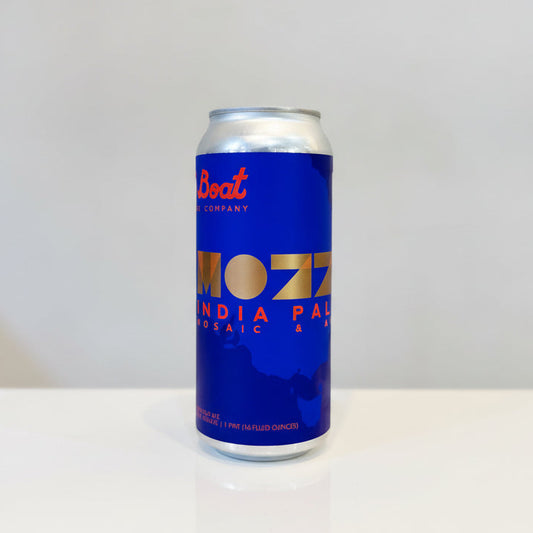 Boat
COMPANY
MOZZ
INDIA PAL
MOSAIC & A
| 1 PINT (16 FLUID OUNCES)